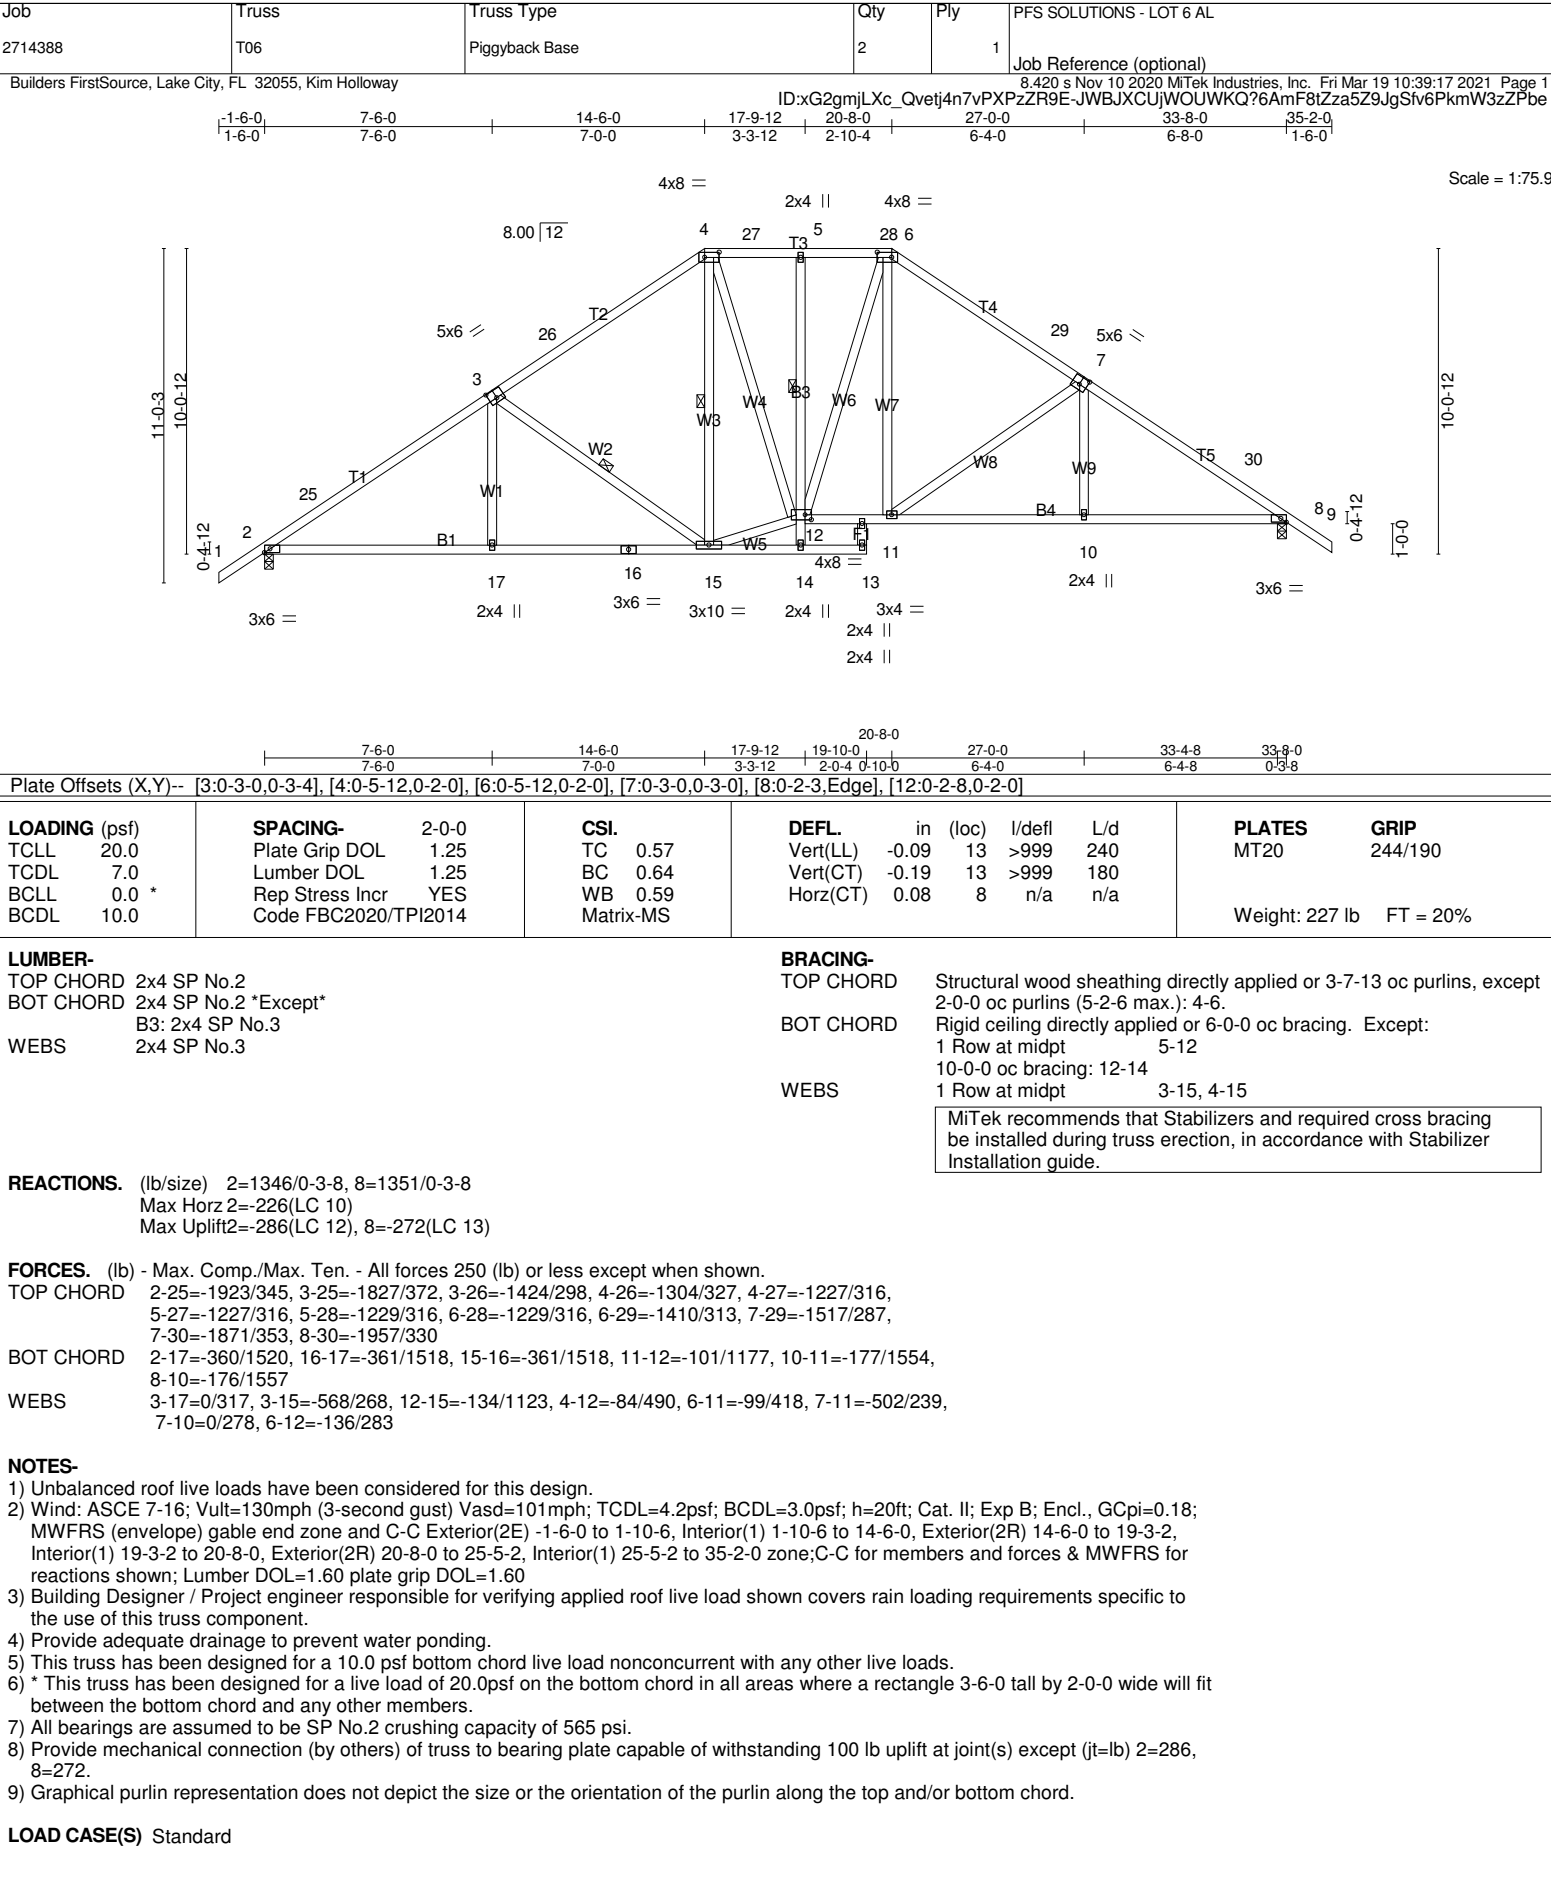 Job Truss Truss Type Qty Ply PFS SOLUTIONS - LOT 6 AL
2714388 T06 Piggyback Base 2 1
Job Reference (optional)
Builders FirstSource, Lake City, FL 32055, Kim Holloway 8.420 s Nov 10 2020 MiTek Industries, Inc. Fri Mar 19 10:39:17 2021 Page 1
ID:xG2gmjLXc_Qvetj4n7vPXPzZR9E-JWBJXCUjWOUWKQ?6AmF8tZza5Z9JgSfv6PkmW3zZPbe
-1-6-0 7-6-0 14-6-0 17-9-12 20-8-0 27-0-0 33-8-0 35-2-0
1-6-0 7-6-0 7-0-0 3-3-12 2-10-4 6-4-0 6-8-0 1-6-0
Scale = 1:75.9
4x8 =
2x4 || 4x8 =
8.00 12
4 27 5 28 6
T3
T2 T4
5x6 26 29 5x6
7
3
11-0-3 10-0-12 10-0-12
W3 W4 B3 W6 W7
W2 W8 W9 T5 30
T1 W1
25
8 9
2 B1 B4
0-4-12 0-4-12 1-0-0
1 W5 12 F1
4x8 =
17 16 15 14 13 11 10
3x6 = 2x4 || 3x6 = 3x10 = 2x4 || 3x4 = 2x4 || 3x6 =
2x4 ||
2x4 ||
20-8-0
7-6-0 14-6-0 17-9-12 19-10-0 27-0-0 33-4-8 33-8-0
7-6-0 7-0-0 3-3-12 2-0-4 0-10-0 6-4-0 6-4-8 0-3-8
Plate Offsets (X,Y)-- [3:0-3-0,0-3-4], [4:0-5-12,0-2-0], [6:0-5-12,0-2-0], [7:0-3-0,0-3-0], [8:0-2-3,Edge], [12:0-2-8,0-2-0]
LOADING (psf) SPACING- 2-0-0 CSI. DEFL. in (loc) l/defl L/d PLATES GRIP
TCLL 20.0 Plate Grip DOL 1.25 TC 0.57 Vert(LL) -0.09 13 >999 240 MT20 244/190
TCDL 7.0 Lumber DOL 1.25 BC 0.64 Vert(CT) -0.19 13 >999 180
BCLL 0.0 * Rep Stress Incr YES WB 0.59 Horz(CT) 0.08 8 n/a n/a
BCDL 10.0 Code FBC2020/TPI2014 Matrix-MS Weight: 227 lb FT = 20%
LUMBER-
TOP CHORD 2x4 SP No.2
BOT CHORD 2x4 SP No.2 *Except*
B3: 2x4 SP No.3
WEBS 2x4 SP No.3
BRACING-
TOP CHORD Structural wood sheathing directly applied or 3-7-13 oc purlins, except
2-0-0 oc purlins (5-2-6 max.): 4-6.
BOT CHORD Rigid ceiling directly applied or 6-0-0 oc bracing. Except:
1 Row at midpt 5-12
10-0-0 oc bracing: 12-14
WEBS 1 Row at midpt 3-15, 4-15
MiTek recommends that Stabilizers and required cross bracing
be installed during truss erection, in accordance with Stabilizer
Installation guide.
REACTIONS. (lb/size) 2=1346/0-3-8, 8=1351/0-3-8
Max Horz 2=-226(LC 10)
Max Uplift2=-286(LC 12), 8=-272(LC 13)
FORCES. (lb) - Max. Comp./Max. Ten. - All forces 250 (lb) or less except when shown.
TOP CHORD 2-25=-1923/345, 3-25=-1827/372, 3-26=-1424/298, 4-26=-1304/327, 4-27=-1227/316,
5-27=-1227/316, 5-28=-1229/316, 6-28=-1229/316, 6-29=-1410/313, 7-29=-1517/287,
7-30=-1871/353, 8-30=-1957/330
BOT CHORD 2-17=-360/1520, 16-17=-361/1518, 15-16=-361/1518, 11-12=-101/1177, 10-11=-177/1554,
8-10=-176/1557
WEBS 3-17=0/317, 3-15=-568/268, 12-15=-134/1123, 4-12=-84/490, 6-11=-99/418, 7-11=-502/239,
7-10=0/278, 6-12=-136/283
NOTES-
1) Unbalanced roof live loads have been considered for this design.
2) Wind: ASCE 7-16; Vult=130mph (3-second gust) Vasd=101mph; TCDL=4.2psf; BCDL=3.0psf; h=20ft; Cat. II; Exp B; Encl., GCpi=0.18;
MWFRS (envelope) gable end zone and C-C Exterior(2E) -1-6-0 to 1-10-6, Interior(1) 1-10-6 to 14-6-0, Exterior(2R) 14-6-0 to 19-3-2,
Interior(1) 19-3-2 to 20-8-0, Exterior(2R) 20-8-0 to 25-5-2, Interior(1) 25-5-2 to 35-2-0 zone;C-C for members and forces & MWFRS for
reactions shown; Lumber DOL=1.60 plate grip DOL=1.60
3) Building Designer / Project engineer responsible for verifying applied roof live load shown covers rain loading requirements specific to
the use of this truss component.
4) Provide adequate drainage to prevent water ponding.
5) This truss has been designed for a 10.0 psf bottom chord live load nonconcurrent with any other live loads.
6) * This truss has been designed for a live load of 20.0psf on the bottom chord in all areas where a rectangle 3-6-0 tall by 2-0-0 wide will fit
between the bottom chord and any other members.
7) All bearings are assumed to be SP No.2 crushing capacity of 565 psi.
8) Provide mechanical connection (by others) of truss to bearing plate capable of withstanding 100 lb uplift at joint(s) except (jt=lb) 2=286,
8=272.
9) Graphical purlin representation does not depict the size or the orientation of the purlin along the top and/or bottom chord.
LOAD CASE(S) Standard